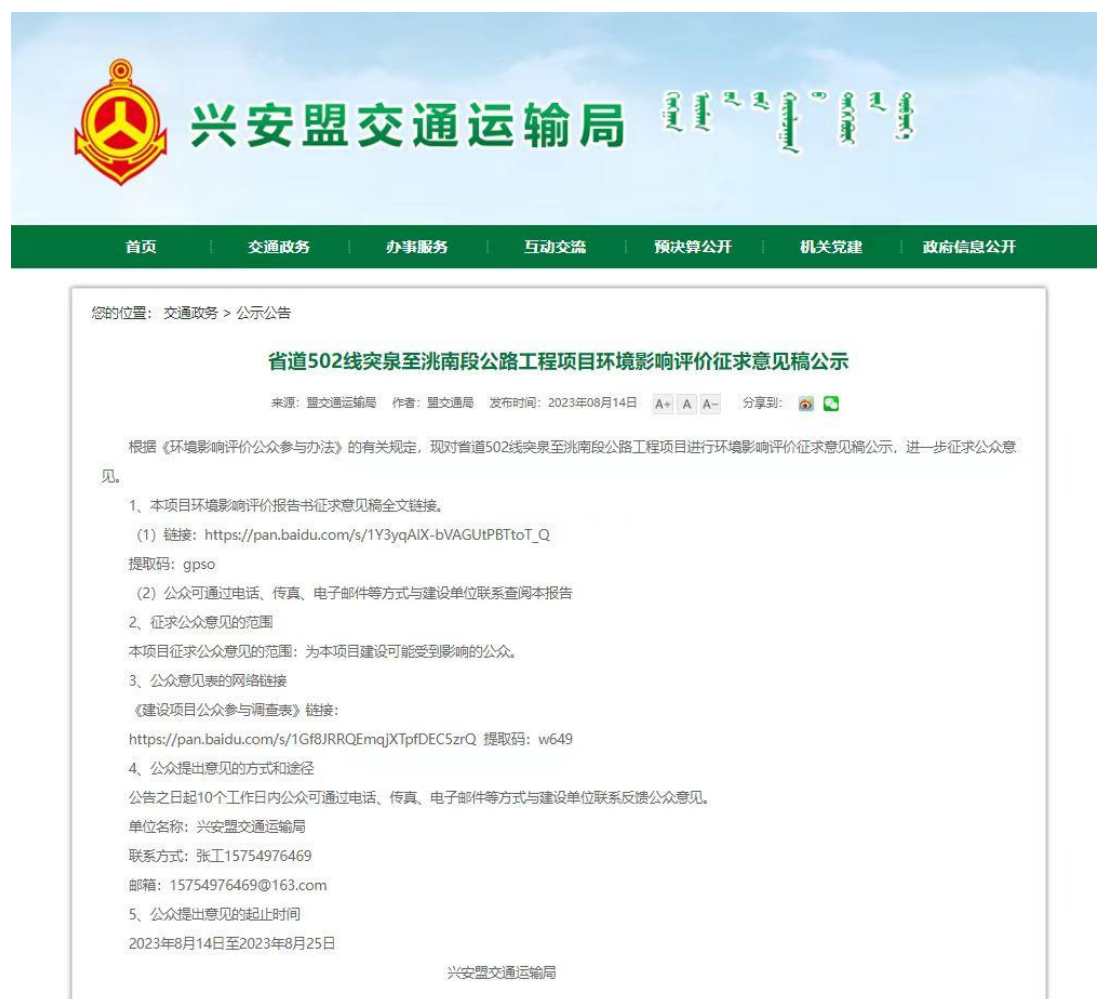 兴安盟交通运输局
首页 交通政务 办事服务 互动交流 预决算公开 机关党建 政府信息公开
您的位置： 交通政务 > 公示公告
省道502线突泉至洮南段公路工程项目环境影响评价征求意见稿公示
来源：盟交通运输局 作者：盟交通局 发布时间：2023年08月14日 A+ A A- 分享到：
根据《环境影响评价公众参与办法》的有关规定，现对省道502线突泉至洮南段公路工程项目进行环境影响评价征求意见稿公示，进一步征求公众意
见。
1、本项目环境影响评价报告书征求意见稿全文链接。
（1）链接：https://pan.baidu.com/s/1Y3yqAlX-bVAGUtPBTtoT_Q
提取码：gpso
（2）公众可通过电话、传真、电子邮件等方式与建设单位联系查阅本报告
2、征求公众意见的范围
本项目征求公众意见的范围：为本项目建设可能受到影响的公众。
3、公众意见表的网络链接
《建设项目公众参与调查表》链接：
https://pan.baidu.com/s/1Gf8JRRQEmqjXTpfDEC5zrQ 提取码：w649
4、公众提出意见的方式和途径
公告之日起10个工作日内公众可通过电话、传真、电子邮件等方式与建设单位联系反馈公众意见。
单位名称：兴安盟交通运输局
联系方式：张工15754976469
邮箱：15754976469@163.com
5、公众提出意见的起止时间
2023年8月14日至2023年8月25日
兴安盟交通运输局